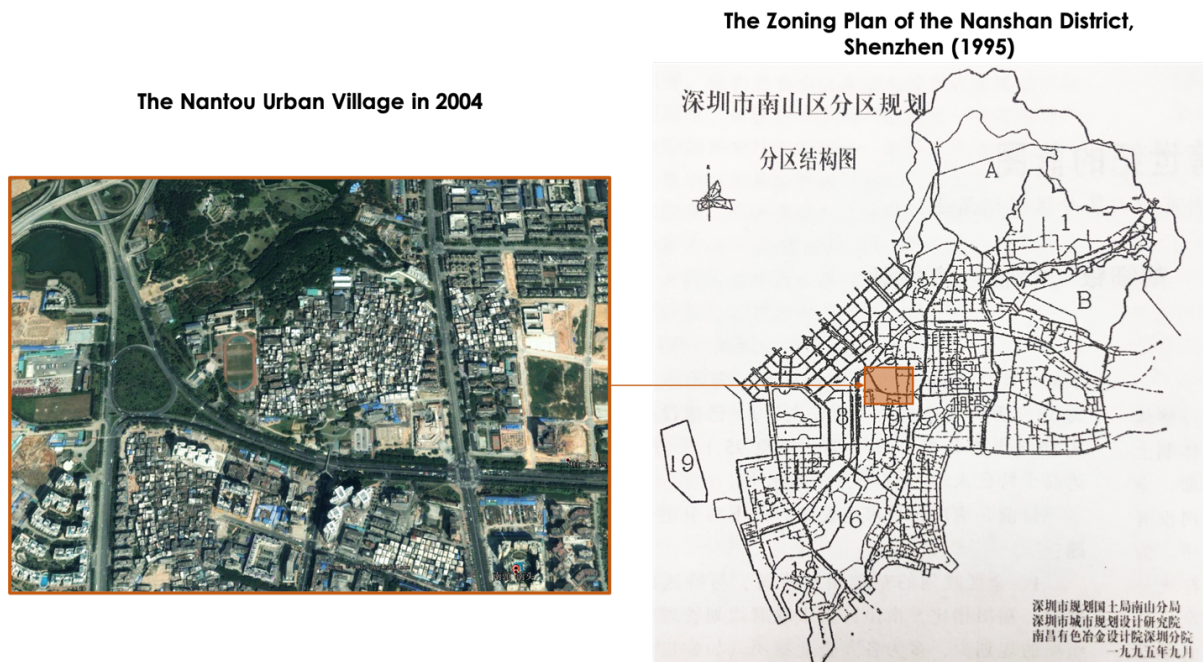 The Zoning Plan of the Nanshan District,
Shenzhen (1995)
The Nantou Urban Village in 2004
深圳市南山区分区规划
分区结构图
A
1
B
8
9
10
11
12
15
16
18
19
深圳市规划国土局南山分局
深圳市城市规划设计研究院
南昌有色冶金设计院深圳分院
一九九五年九月